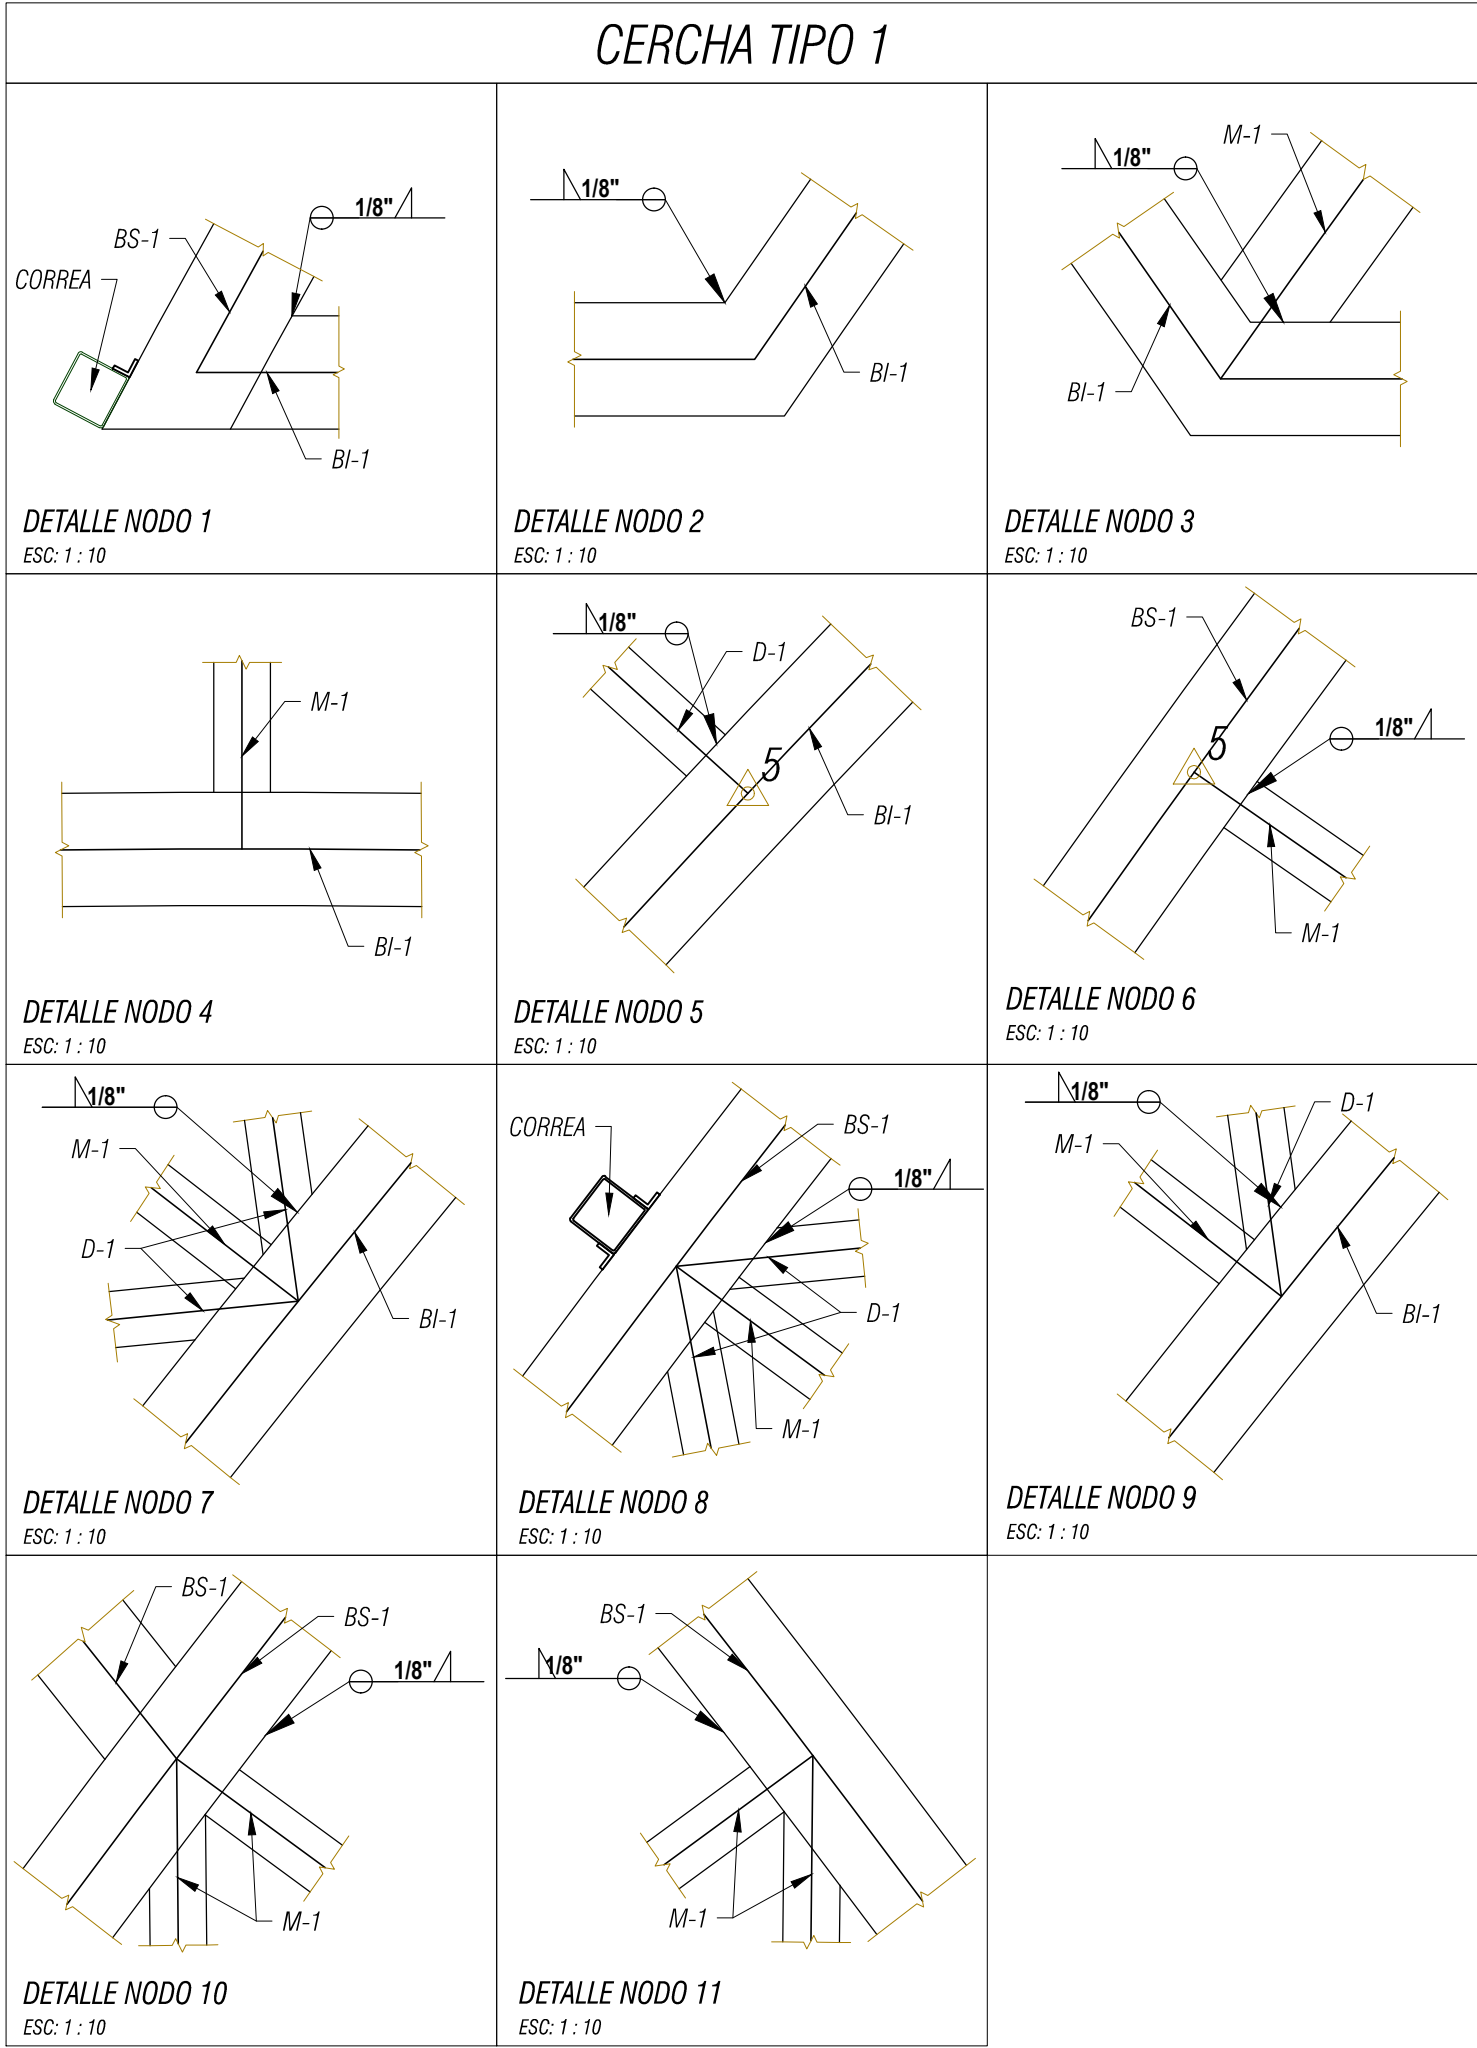 CERCHA TIPO 1
1/8"
BS-1
CORREA
BI-1
DETALLE NODO 1
ESC: 1 : 10
1/8"
BI-1
DETALLE NODO 2
ESC: 1 : 10
M-1
1/8"
BI-1
DETALLE NODO 3
ESC: 1 : 10
M-1
BI-1
DETALLE NODO 4
ESC: 1 : 10
1/8"
D-1
5
BI-1
DETALLE NODO 5
ESC: 1 : 10
BS-1
1/8"
5
M-1
DETALLE NODO 6
ESC: 1 : 10
1/8"
M-1
D-1
BI-1
DETALLE NODO 7
ESC: 1 : 10
CORREA
BS-1
1/8"
D-1
M-1
DETALLE NODO 8
ESC: 1 : 10
1/8"
D-1
M-1
BI-1
DETALLE NODO 9
ESC: 1 : 10
BS-1
BS-1
1/8"
M-1
DETALLE NODO 10
ESC: 1 : 10
BS-1
1/8"
M-1
DETALLE NODO 11
ESC: 1 : 10